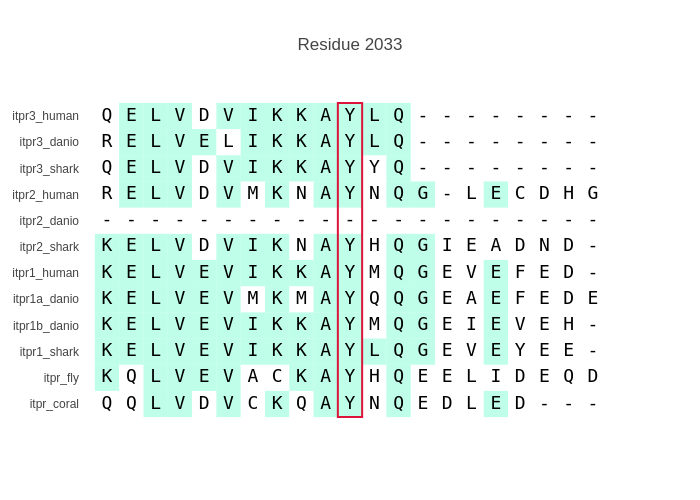 Residue 2033
itpr3_human Q E L V D V I K K A Y L Q - - - - - - - -
itpr3_danio R E L V E L I K K A Y L Q - - - - - - - -
itpr3_shark Q E L V D V I K K A Y Y Q - - - - - - - -
itpr2_human R E L V D V M K N A Y N Q G - L E C D H G
itpr2_danio - - - - - - - - - - - - - - - - - - - - -
itpr2_shark K E L V D V I K N A Y H Q G I E A D N D -
itpr1_human K E L V E V I K K A Y M Q G E V E F E D -
itpr1a_danio K E L V E V M K M A Y Q Q G E A E F E D E
itpr1b_danio K E L V E V I K K A Y M Q G E I E V E H -
itpr1_shark K E L V E V I K K A Y L Q G E V E Y E E -
itpr_fly K Q L V E V A C K A Y H Q E E L I D E Q D
itpr_coral Q Q L V D V C K Q A Y N Q E D L E D - - -